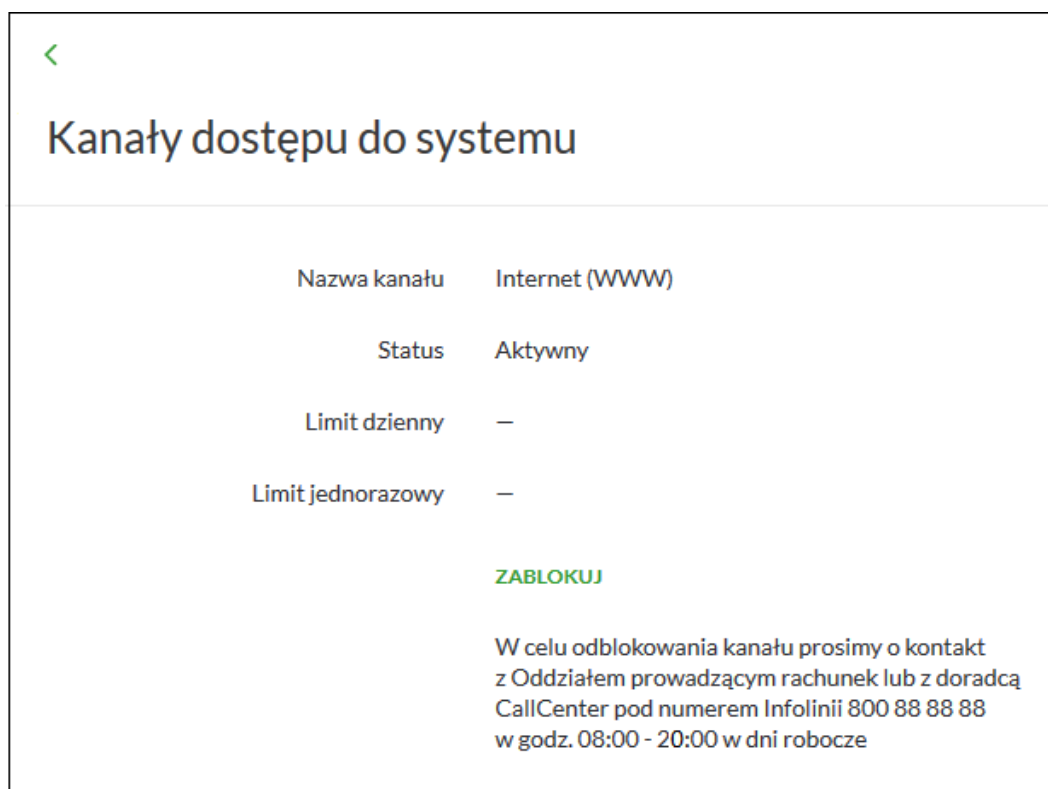 Kanały dostępu do systemu
Nazwa kanału Internet (WWW)
Status Aktywny
Limit dzienny —
Limit jednorazowy —
ZABLOKUJ
W celu odblokowania kanału prosimy o kontakt
z Oddziałem prowadzącym rachunek lub z doradcą
CallCenter pod numerem Infolinii 800 88 88 88
w godz. 08:00 - 20:00 w dni robocze